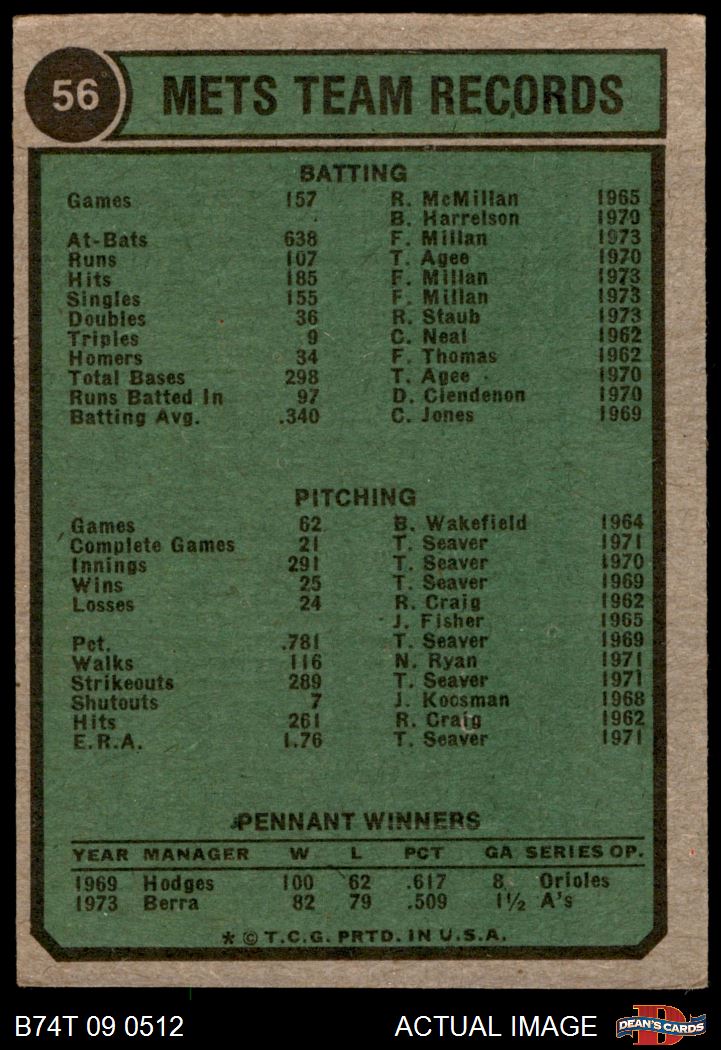 56 METS TEAM RECORDS
BATTING
Games 157 R. McMillan 1965
B. Harrelson 1970
At-Bats 638 F. Millan 1973
Runs 107 T. Agee 1970
Hits 185 F. Millan 1973
Singles 155 F. Millan 1973
Doubles 36 R. Staub 1973
Triples 9 C. Neal 1962
Homers 34 F. Thomas 1962
Total Bases 298 T. Agee 1970
Runs Batted In 97 D. Clendenon 1970
Batting Avg. .340 C. Jones 1969
PITCHING
Games 62 B. Wakefield 1964
Complete Games 21 T. Seaver 1971
Innings 291 T. Seaver 1970
Wins 25 T. Seaver 1969
Losses 24 R. Craig 1962
J. Fisher 1965
Pct. .781 T. Seaver 1969
Walks 116 N. Ryan 1971
Strikeouts 289 T. Seaver 1971
Shutouts 7 J. Koosman 1968
Hits 261 R. Craig 1962
E.R.A. 1.76 T. Seaver 1971
PENNANT WINNERS
YEAR MANAGER W L PCT GA SERIES OP.
1969 Hodges 100 62 .617 8 Orioles
1973 Berra 82 79 .509 1½ A's
* © T.C.G. PRTD. IN U.S.A.
B74T 09 0512 ACTUAL IMAGE D DEAN'S CARDS